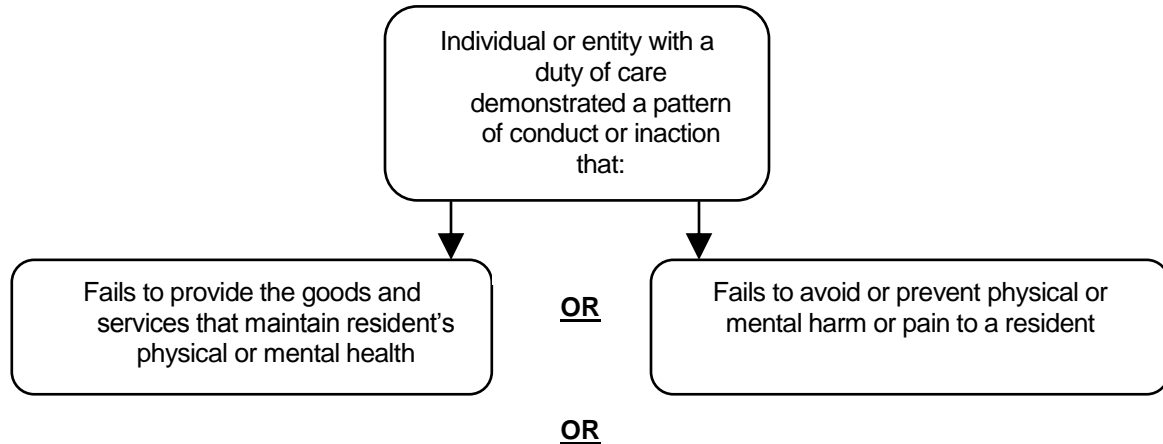 Individual or entity with a
duty of care
demonstrated a pattern
of conduct or inaction
that:
Fails to provide the goods and
services that maintain resident’s
physical or mental health
OR
Fails to avoid or prevent physical or
mental harm or pain to a resident
OR